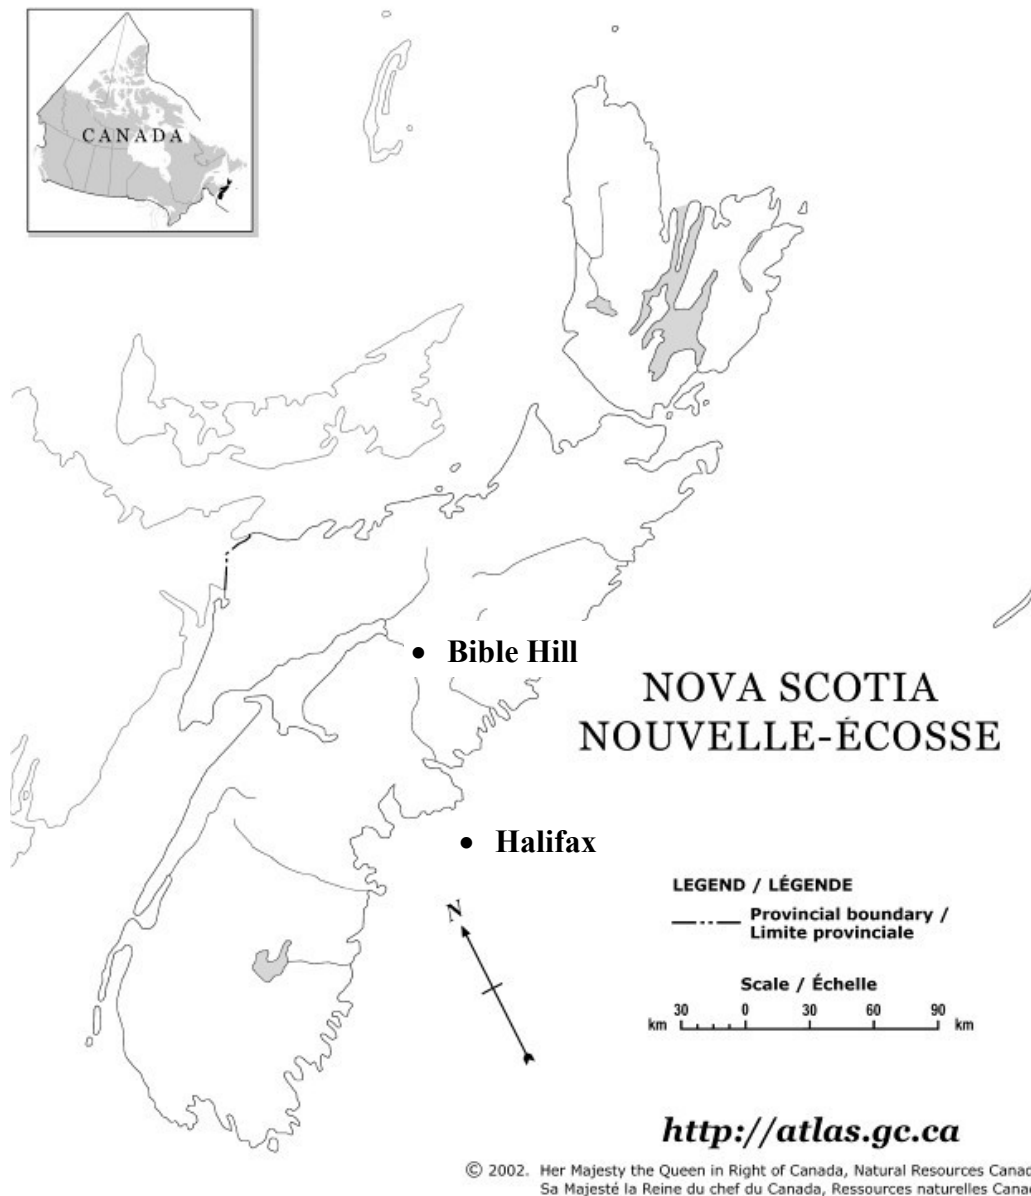 CANADA
• Bible Hill
NOVA SCOTIA
NOUVELLE-ÉCOSSE
• Halifax
N
LEGEND / LÉGENDE
Provincial boundary /
Limite provinciale
Scale / Échelle
km 30 0 30 60 90 km
http://atlas.gc.ca
© 2002. Her Majesty the Queen in Right of Canada, Natural Resources Canad
Sa Majesté la Reine du chef du Canada, Ressources naturelles Canad